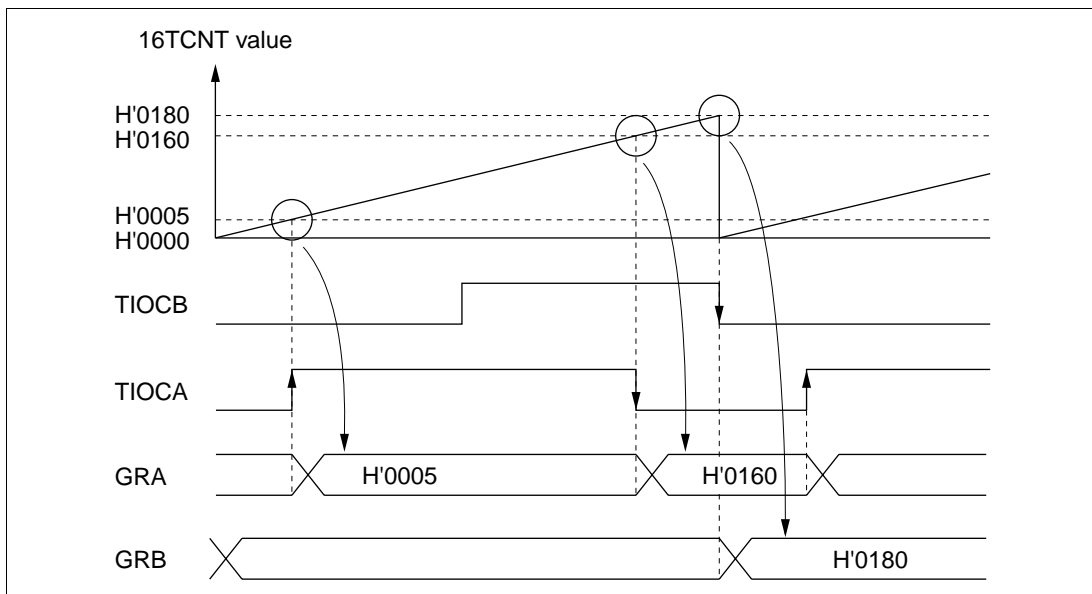 16TCNT value
H'0180
H'0160
H'0005
H'0000
TIOCB
TIOCA
GRA H'0005 H'0160
GRB H'0180